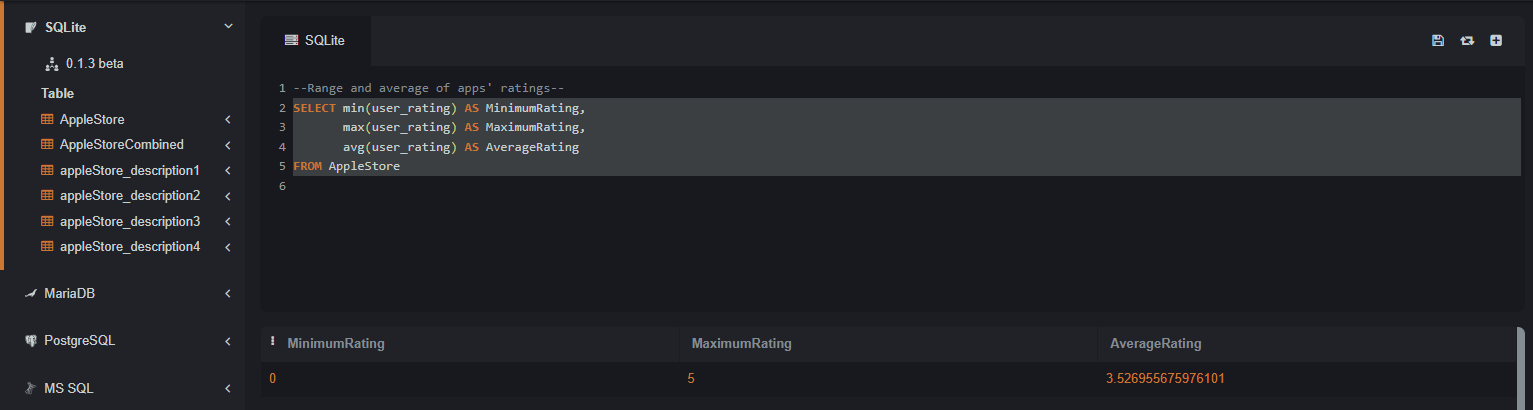 SQLite
0.1.3 beta
Table
AppleStore
AppleStoreCombined
appleStore_description1
appleStore_description2
appleStore_description3
appleStore_description4
MariaDB
PostgreSQL
MS SQL
SQLite
1 --Range and average of apps' ratings--
2 SELECT min(user_rating) AS MinimumRating,
3 max(user_rating) AS MaximumRating,
4 avg(user_rating) AS AverageRating
5 FROM AppleStore
6
MinimumRating MaximumRating AverageRating
0 5 3.526955675976101